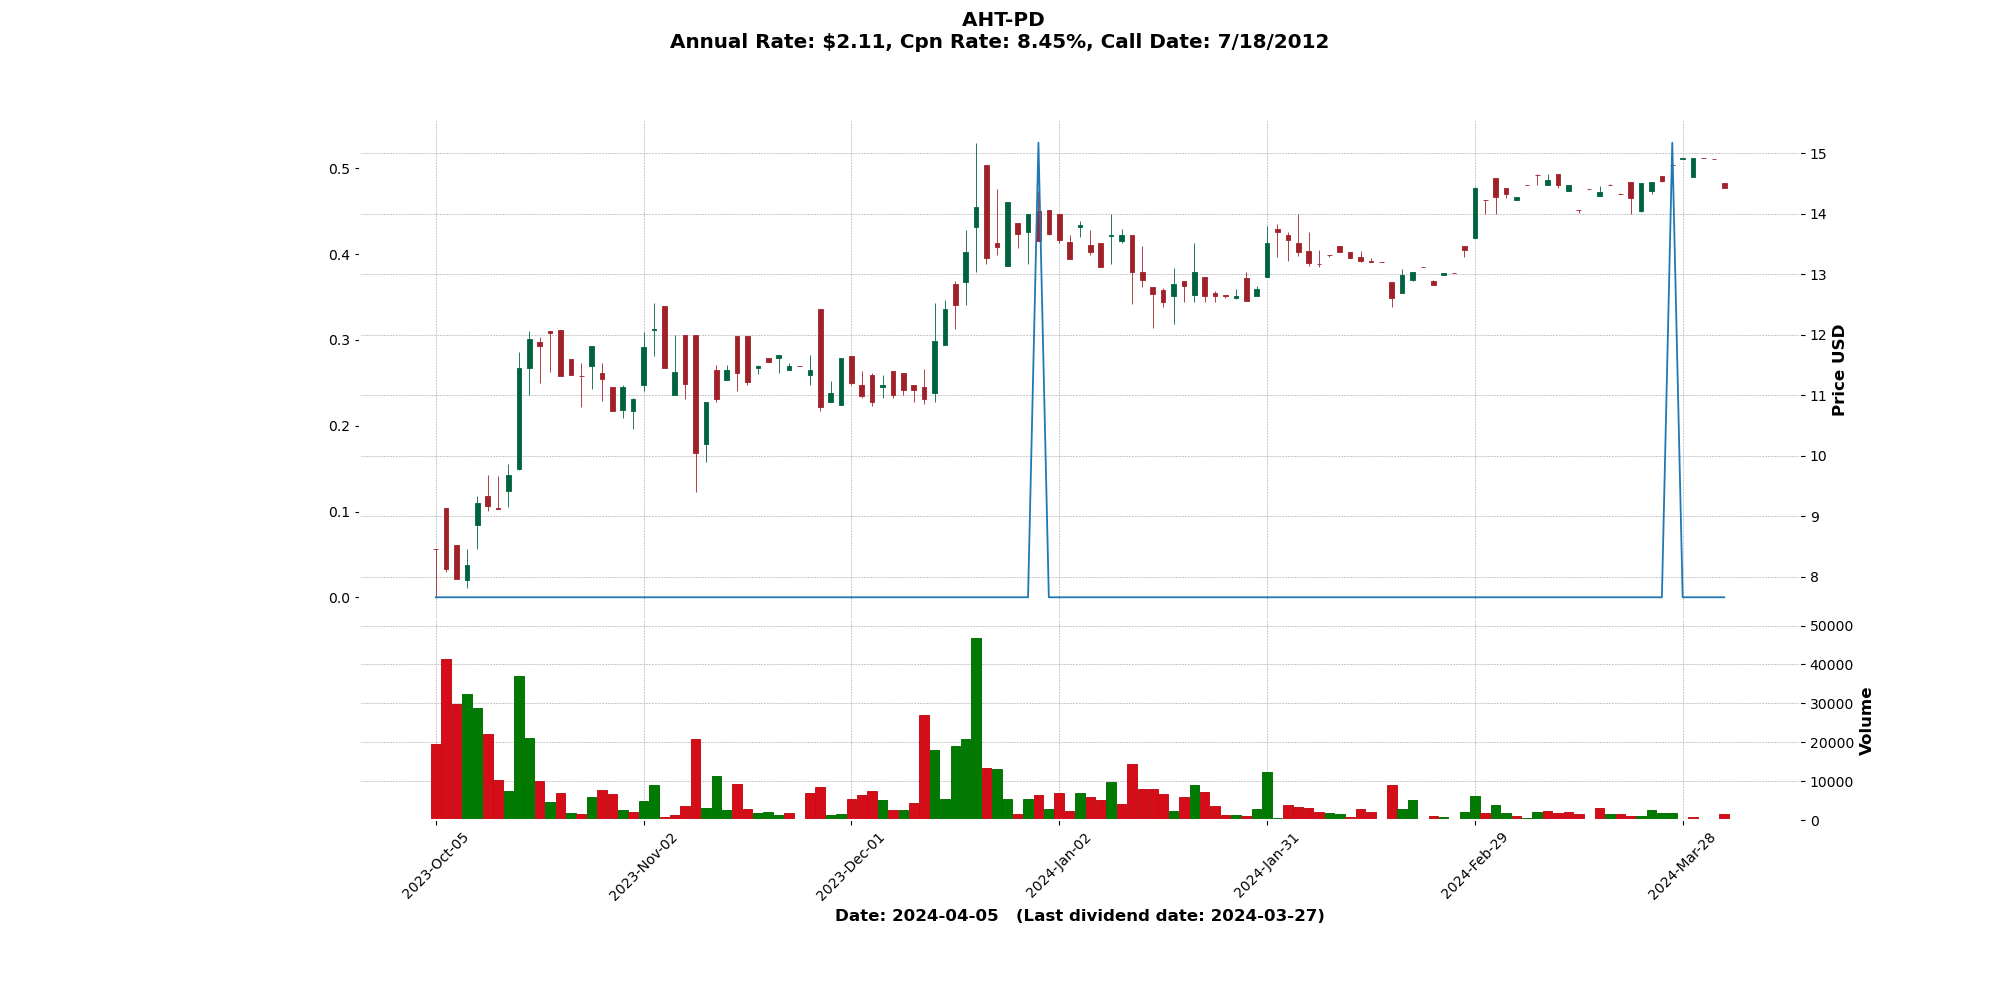 AHT-PD
Annual Rate: $2.11, Cpn Rate: 8.45%, Call Date: 7/18/2012
0.5
0.4
0.3
0.2
0.1
0.0
15
14
13
12
11
10
9
8
Price USD
50000
40000
30000
20000
10000
0
Volume
2023-Oct-05
2023-Nov-02
2023-Dec-01
2024-Jan-02
2024-Jan-31
2024-Feb-29
2024-Mar-28
Date: 2024-04-05 (Last dividend date: 2024-03-27)